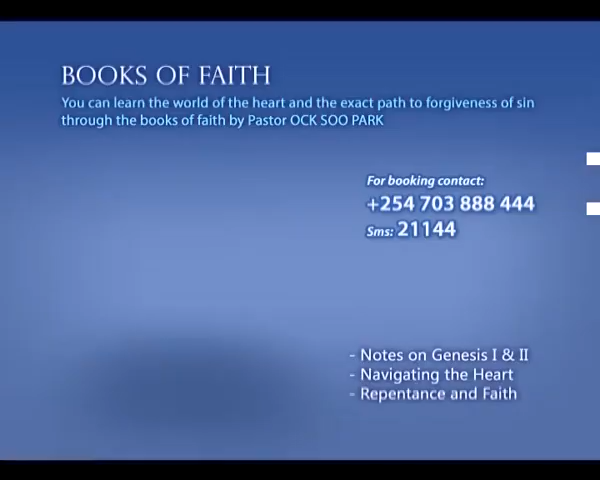 BOOKS OF FAITH
You can learn the world of the heart and the exact path to forgiveness of sin
through the books of faith by Pastor OCK SOO PARK
For booking contact:
+254 703 888 444
Sms: 21144
- Notes on Genesis I & II
- Navigating the Heart
- Repentance and Faith